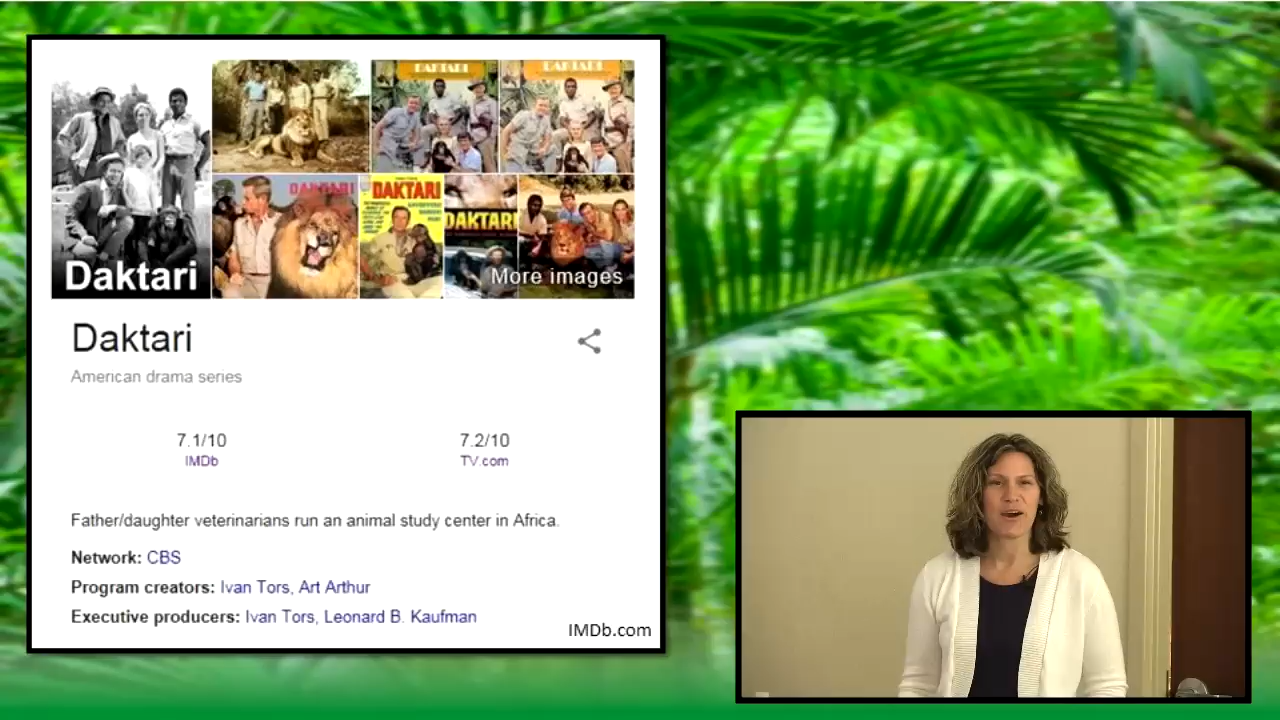 DAKTARI
DAKTARI
DAKTARI
DAKTARI
DAKTARI
Daktari
More images
Daktari
American drama series
7.1/10
7.2/10
IMDb
TV.com
Father/daughter veterinarians run an animal study center in Africa.
Network: CBS
Program creators: Ivan Tors, Art Arthur
Executive producers: Ivan Tors, Leonard B. Kaufman
IMDb.com